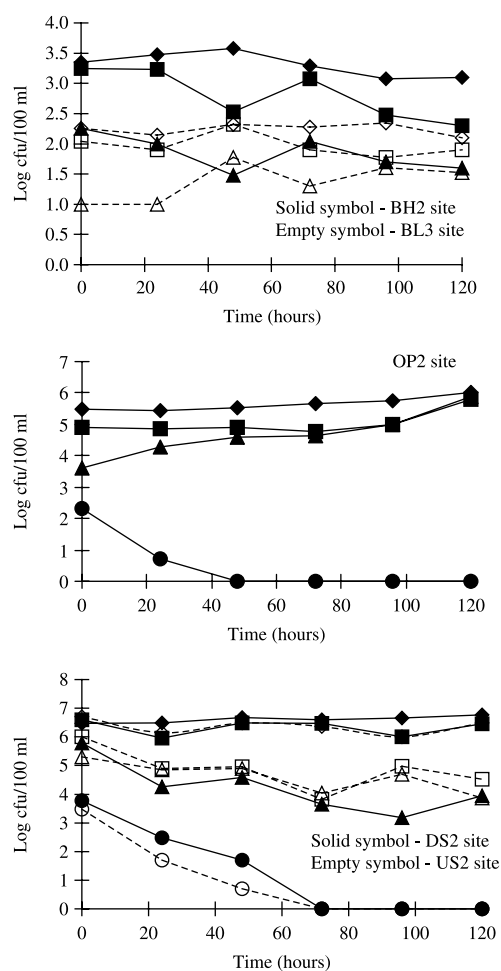 4.0
3.5
3.0
2.5
2.0
1.5
1.0
0.5
0.0
Log cfu/100 ml
Solid symbol - BH2 site
Empty symbol - BL3 site
0 20 40 60 80 100 120
Time (hours)
OP2 site
7
6
5
4
3
2
1
0
Log cfu/100 ml
0 20 40 60 80 100 120
Time (hours)
8
7
6
5
4
3
2
1
0
Log cfu/100 ml
Solid symbol - DS2 site
Empty symbol - US2 site
0 20 40 60 80 100 120
Time (hours)